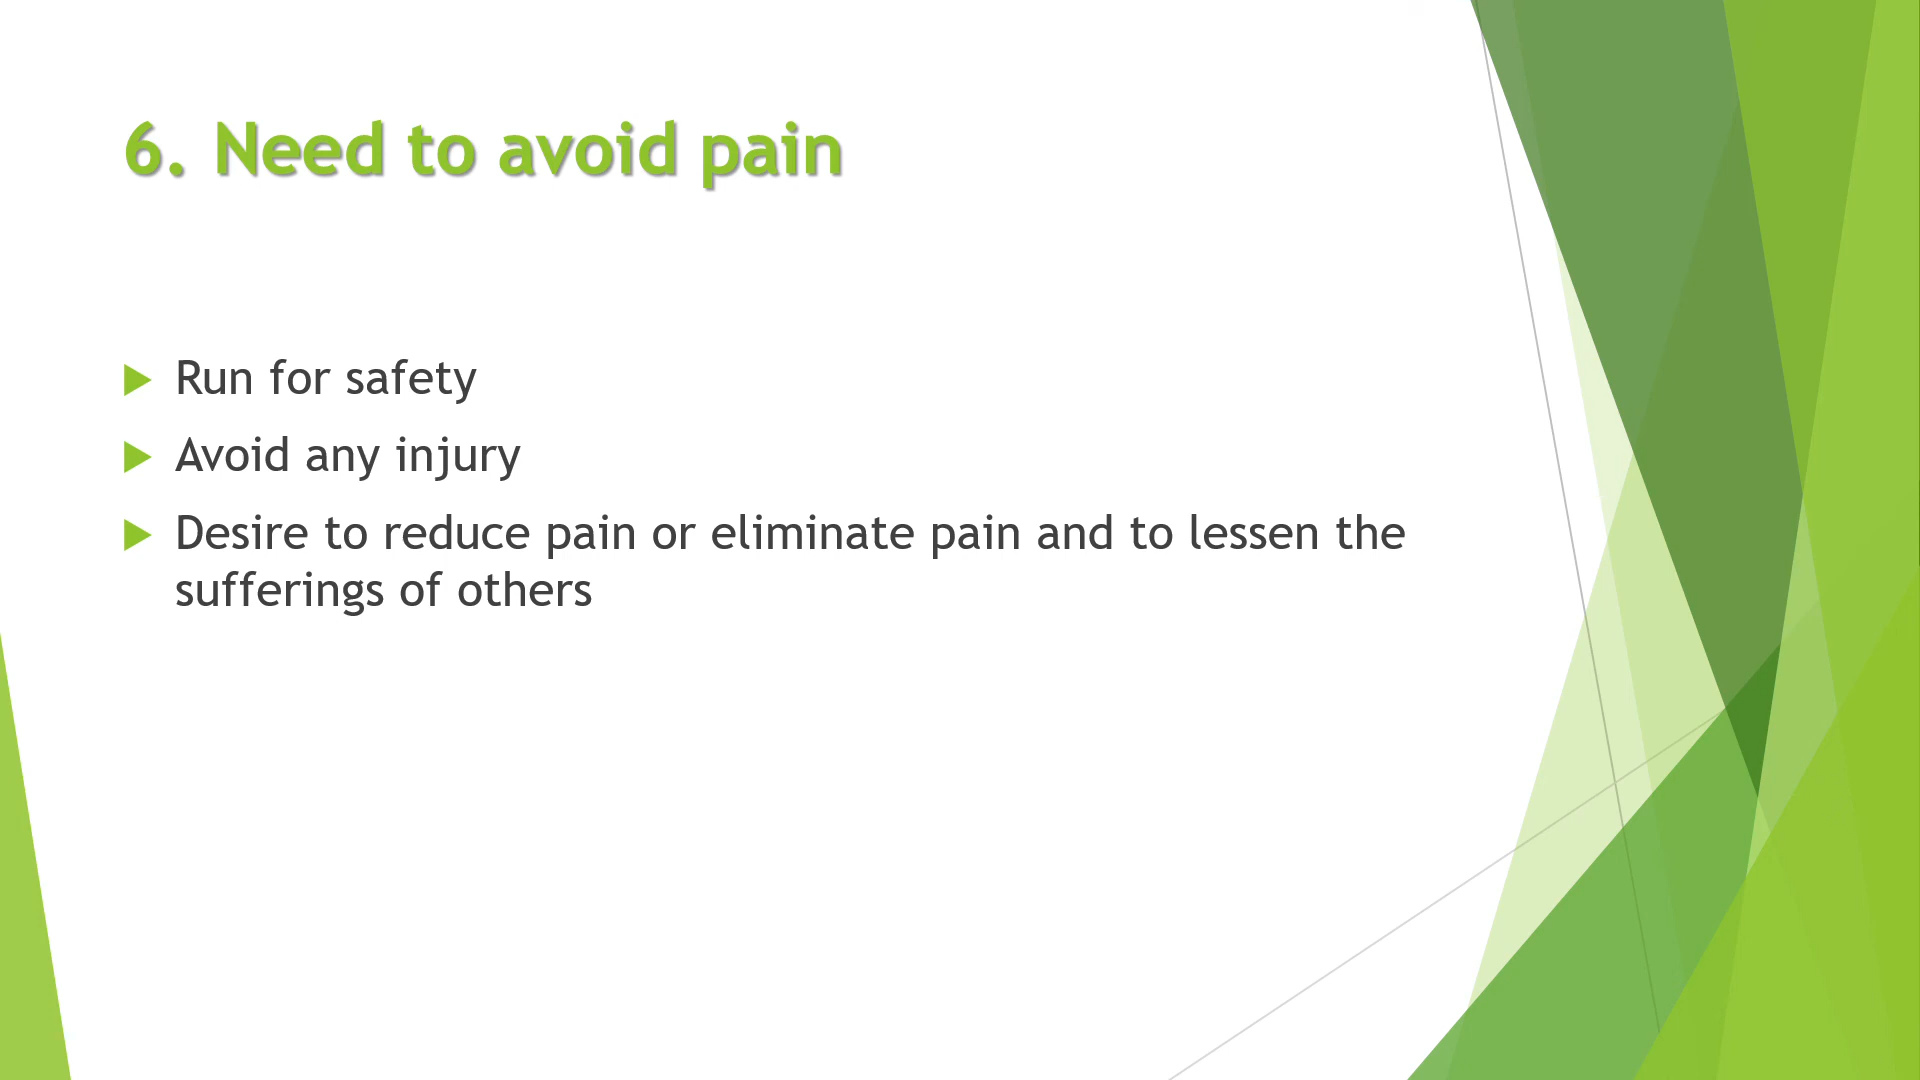 6. Need to avoid pain
Run for safety
Avoid any injury
Desire to reduce pain or eliminate pain and to lessen the
sufferings of others